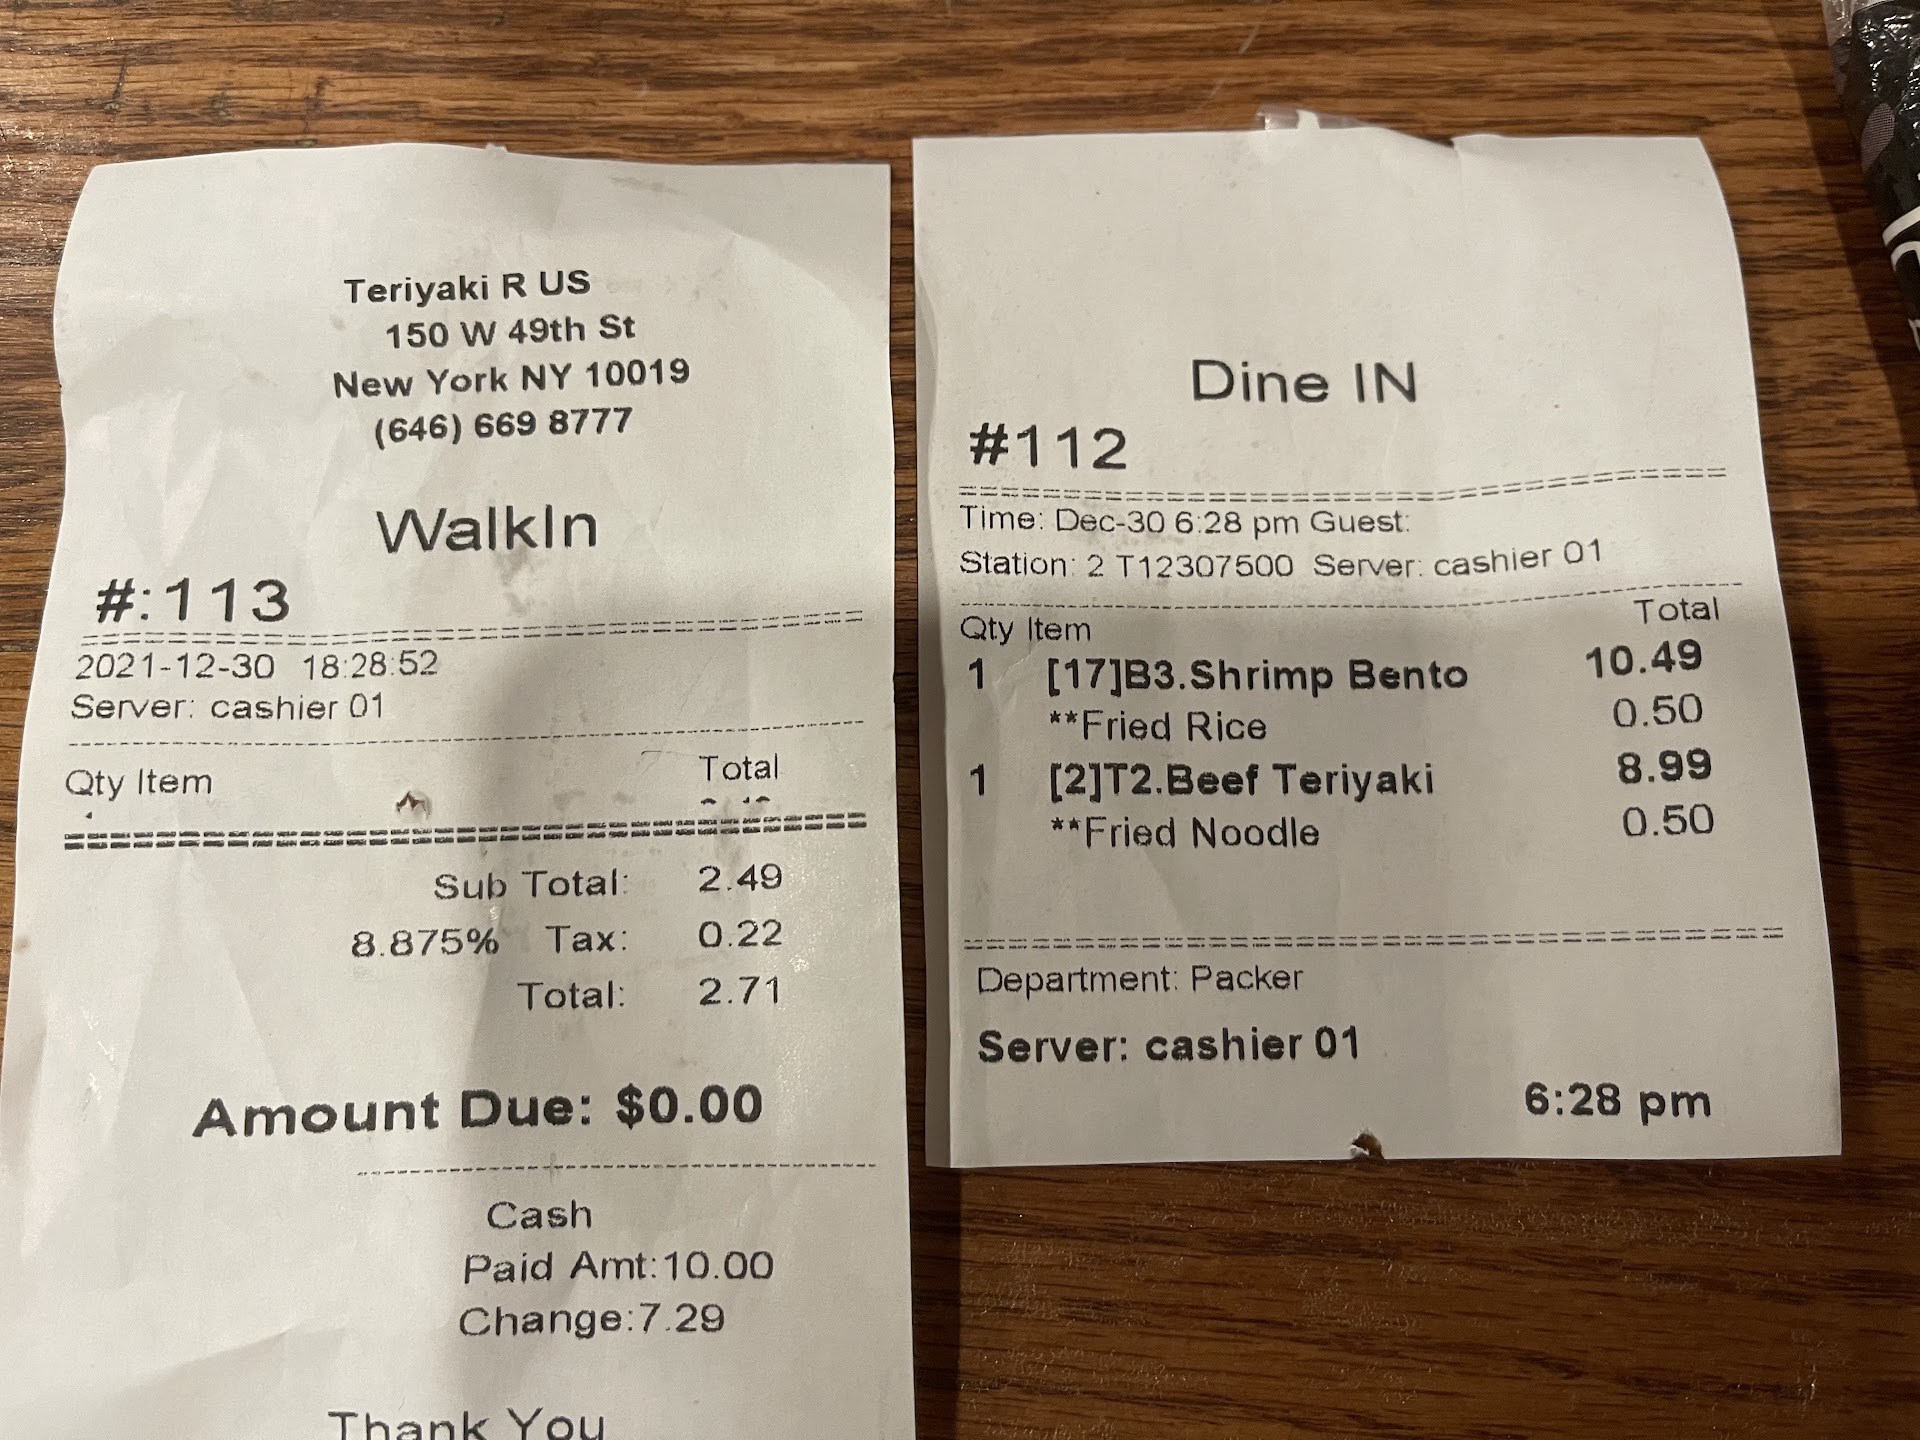 Teriyaki R US
150 W 49th St
New York NY 10019
(646) 669 8777
WalkIn
#:113
2021-12-30 18:28:52
Server: cashier 01
Qty Item Total
Sub Total: 2.49
8.875% Tax: 0.22
Total: 2.71
Amount Due: $0.00
Cash
Paid Amt:10.00
Change:7.29
Thank You
Dine IN
#112
Time: Dec-30 6:28 pm Guest:
Station: 2 T12307500 Server: cashier 01
Qty Item Total
1 [17]B3.Shrimp Bento 10.49
**Fried Rice 0.50
1 [2]T2.Beef Teriyaki 8.99
**Fried Noodle 0.50
Department: Packer
Server: cashier 01
6:28 pm